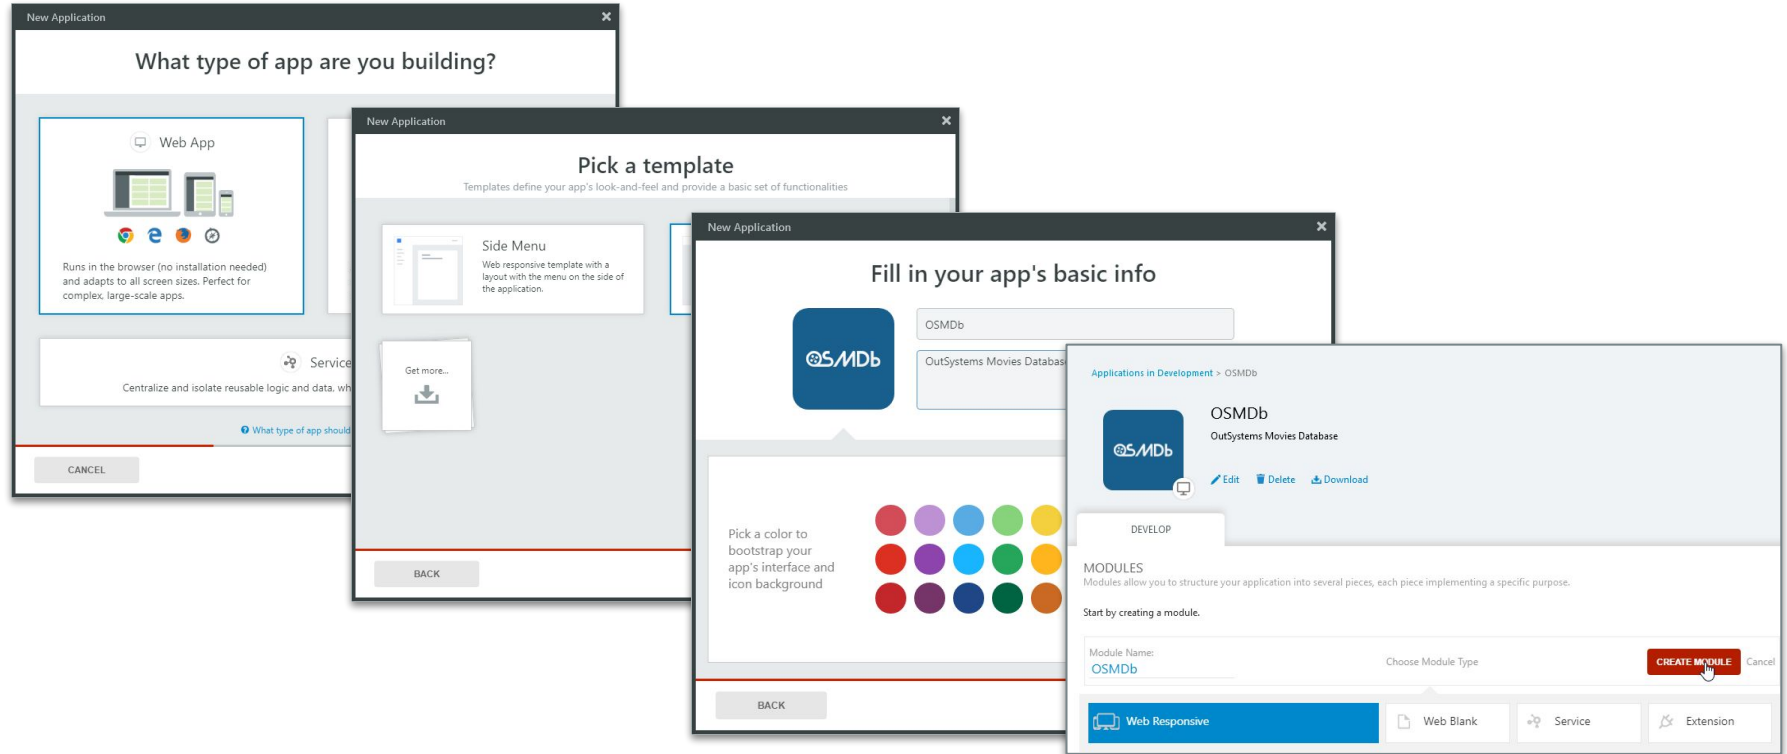 New Application
What type of app are you building?
Web App
Runs in the browser (no installation needed)
and adapts to all screen sizes. Perfect for
complex, large-scale apps.
Service
Centralize and isolate reusable logic and data, wh
What type of app should
CANCEL
New Application
Pick a template
Templates define your app's look-and-feel and provide a basic set of functionalities
Side Menu
Web responsive template with a
layout with the menu on the side of
the application.
Get more...
BACK
New Application
Fill in your app's basic info
OSMDb
OSMDb
OutSystems Movies Databas
Pick a color to
bootstrap your
app's interface and
icon background
BACK
Applications in Development > OSMDb
OSMDb
OSMDb
OutSystems Movies Database
Edit Delete Download
DEVELOP
MODULES
Modules allow you to structure your application into several pieces, each piece implementing a specific purpose.
Start by creating a module.
Module Name:
OSMDb
Choose Module Type
CREATE MODULE Cancel
Web Responsive Web Blank Service Extension